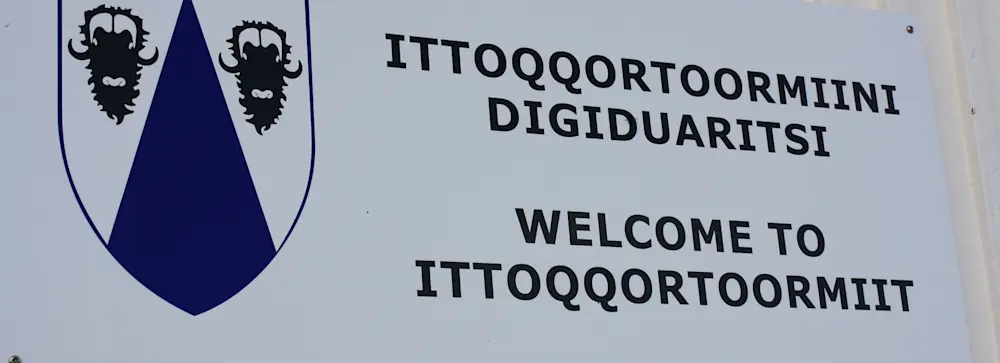 ITTOQQORTOORMIINI
DIGIDUARITSI
WELCOME TO
ITTOQQORTOORMIIT